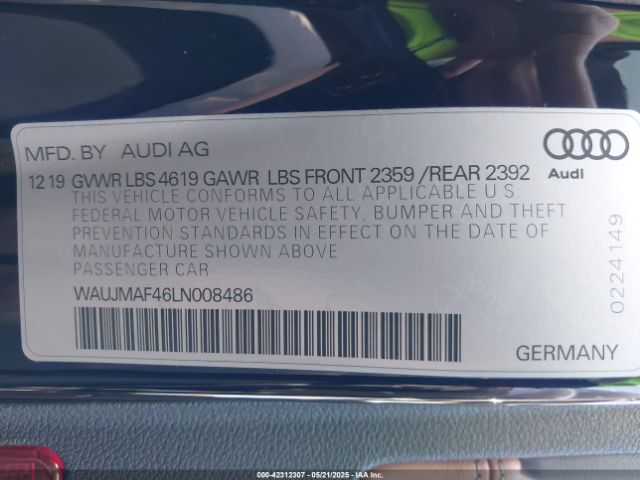 MFD. BY AUDI AG
12 19 GVWR LBS 4619 GAWR LBS FRONT 2359 /REAR 2392
THIS VEHICLE CONFORMS TO ALL APPLICABLE U S
FEDERAL MOTOR VEHICLE SAFETY, BUMPER AND THEFT
PREVENTION STANDARDS IN EFFECT ON THE DATE OF
MANUFACTURE SHOWN ABOVE
PASSENGER CAR
WAUJMAF46LN008486
Audi
0224149
GERMANY
000-42312307 - 05/21/2025 - IAA, Inc.